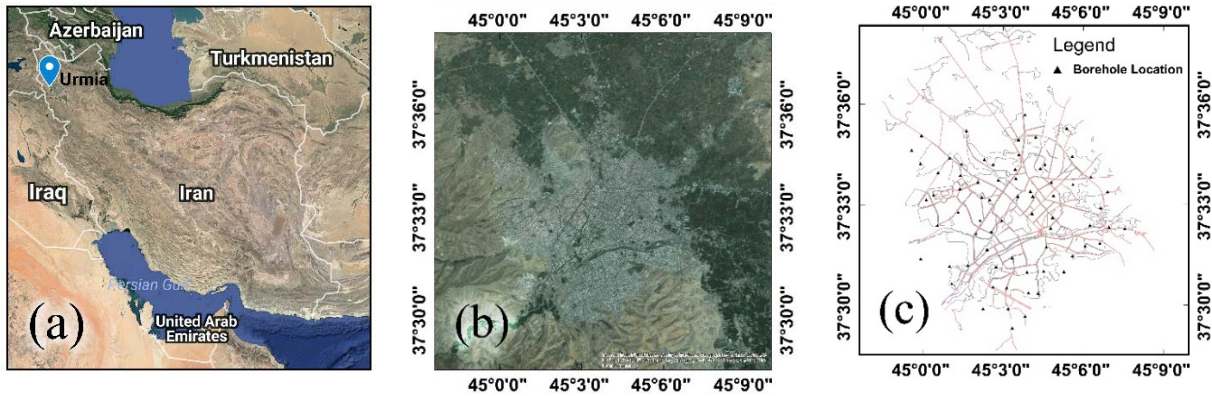 Azerbaijan
Turkmenistan
Urmia
Iraq
Iran
Persian Gulf
United Arab
Emirates
(a)
45°0'0" 45°3'0" 45°6'0" 45°9'0"
37°36'0"
37°33'0"
37°30'0"
37°36'0"
37°33'0"
37°30'0"
(b)
45°0'0" 45°3'0" 45°6'0" 45°9'0"
45°0'0" 45°3'0" 45°6'0" 45°9'0"
Legend
Borehole Location
37°36'0"
37°33'0"
37°30'0"
37°36'0"
37°33'0"
37°30'0"
(c)
45°0'0" 45°3'0" 45°6'0" 45°9'0"